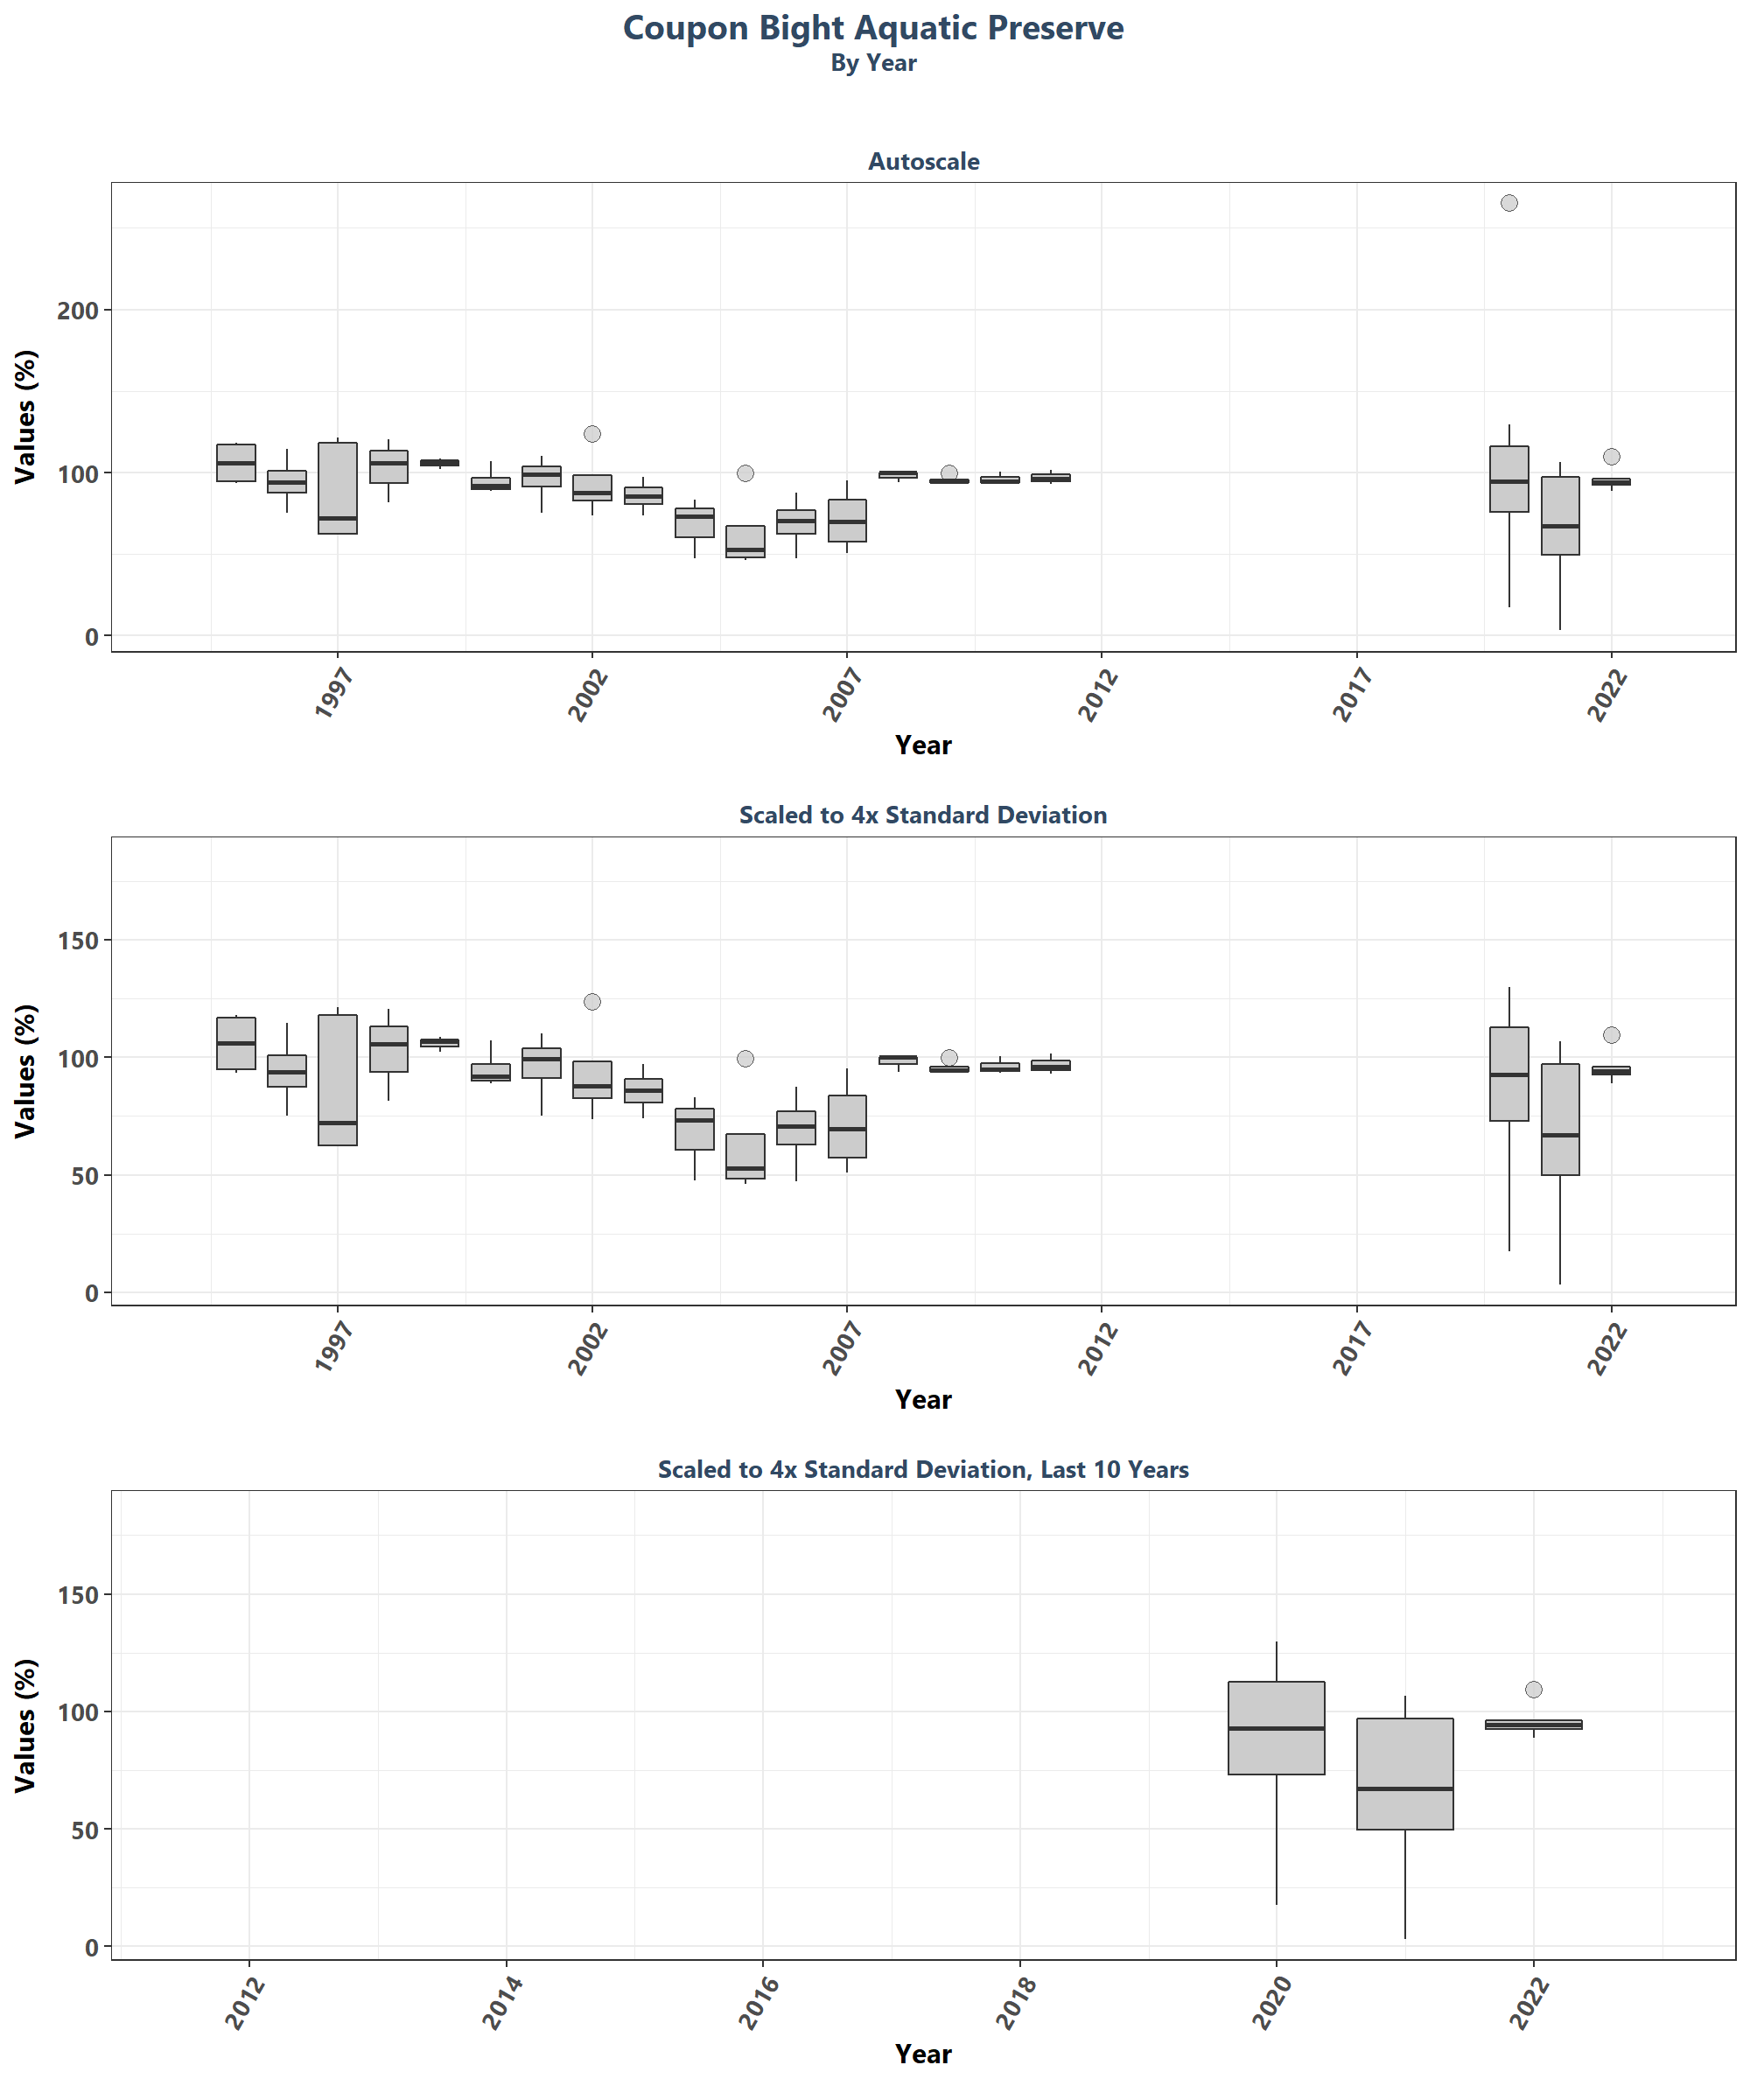 Coupon Bight Aquatic Preserve
By Year
Autoscale
Values (%)
200
100
0
1997
2002
2007
2012
2017
2022
Year
Scaled to 4x Standard Deviation
Values (%)
150
100
50
0
1997
2002
2007
2012
2017
2022
Year
Scaled to 4x Standard Deviation, Last 10 Years
Values (%)
150
100
50
0
2012
2014
2016
2018
2020
2022
Year